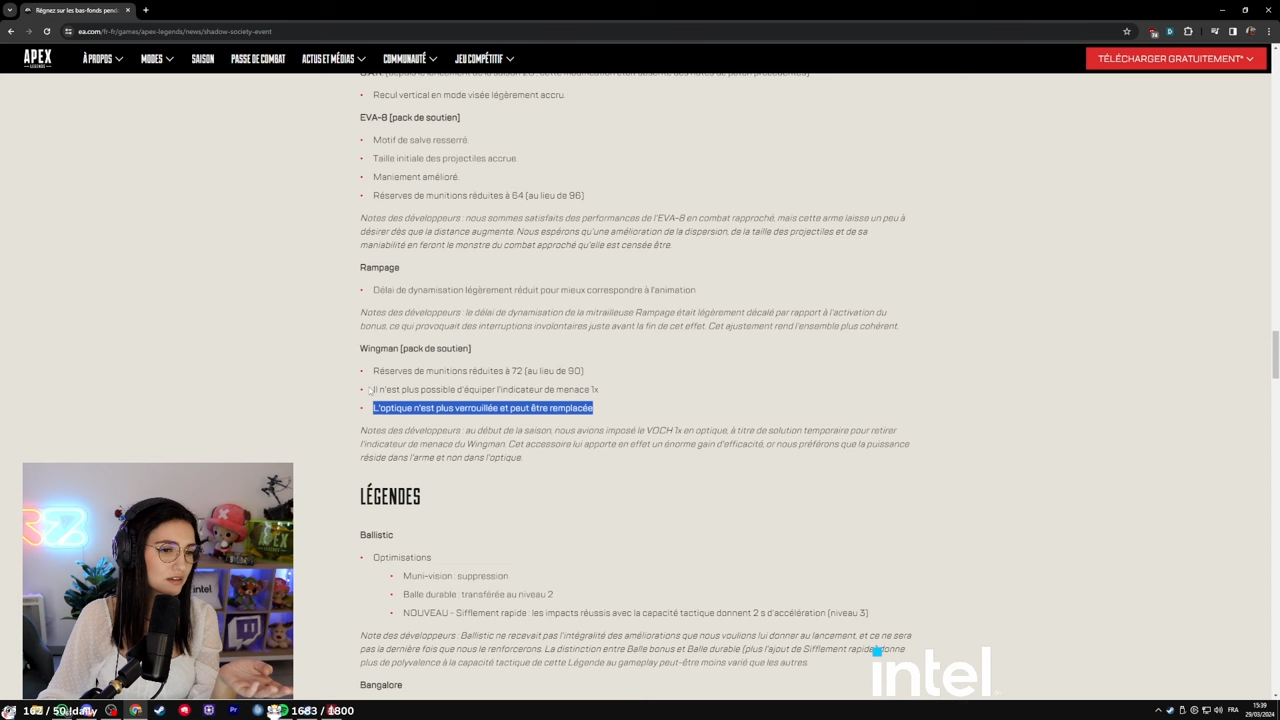 Régnez sur les bas-fonds pend
ea.com/fr-fr/games/apex-legends/news/shadow-society-event
APEX
LEGENDS
À PROPOS
MODES
SAISON
PASSE DE COMBAT
ACTUS ET MÉDIAS
COMMUNAUTÉ
JEU COMPÉTITIF
TÉLÉCHARGER GRATUITEMENT*
Recul vertical en mode visée légèrement accru.
EVA-8 [pack de soutien]
Motif de salve resserré.
Taille initiale des projectiles accrue.
Maniement amélioré.
Réserves de munitions réduites à 64 (au lieu de 96)
Notes des développeurs : nous sommes satisfaits des performances de l'EVA-8 en combat rapproché, mais cette arme laisse un peu à
désirer dès que la distance augmente. Nous espérons qu'une amélioration de la dispersion, de la taille des projectiles et de sa
maniabilité en feront le monstre du combat approché qu'elle est censée être.
Rampage
Délai de dynamisation légèrement réduit pour mieux correspondre à l'animation
Notes des développeurs : le délai de dynamisation de la mitrailleuse Rampage était légèrement décalé par rapport à l'activation du
bonus, ce qui provoquait des interruptions involontaires juste avant la fin de cet effet. Cet ajustement rend l'ensemble plus cohérent.
Wingman [pack de soutien]
Réserves de munitions réduites à 72 (au lieu de 90)
Il n'est plus possible d'équiper l'indicateur de menace 1x
L'optique n'est plus verrouillée et peut être remplacée
Notes des développeurs : au début de la saison, nous avions imposé le VOCH 1x en optique, à titre de solution temporaire pour retirer
l'indicateur de menace du Wingman. Cet accessoire lui apporte en effet un énorme gain d'efficacité, or nous préférons que la puissance
réside dans l'arme et non dans l'optique.
LÉGENDES
Ballistic
Optimisations
Muni-vision : suppression
Balle durable : transférée au niveau 2
NOUVEAU - Sifflement rapide : les impacts réussis avec la capacité tactique donnent 2 s d'accélération (niveau 3)
Note des développeurs : Ballistic ne recevait pas l'intégralité des améliorations que nous voulions lui donner au lancement, et ce ne sera
pas la dernière fois que nous le renforcerons. La distinction entre Balle bonus et Balle durable (plus l'ajout de Sifflement rapide) donne
plus de polyvalence à la capacité tactique de cette Légende au gameplay peut-être moins varié que les autres.
Bangalore
intel
APEX
intel
FRA
15:39
29/03/2024